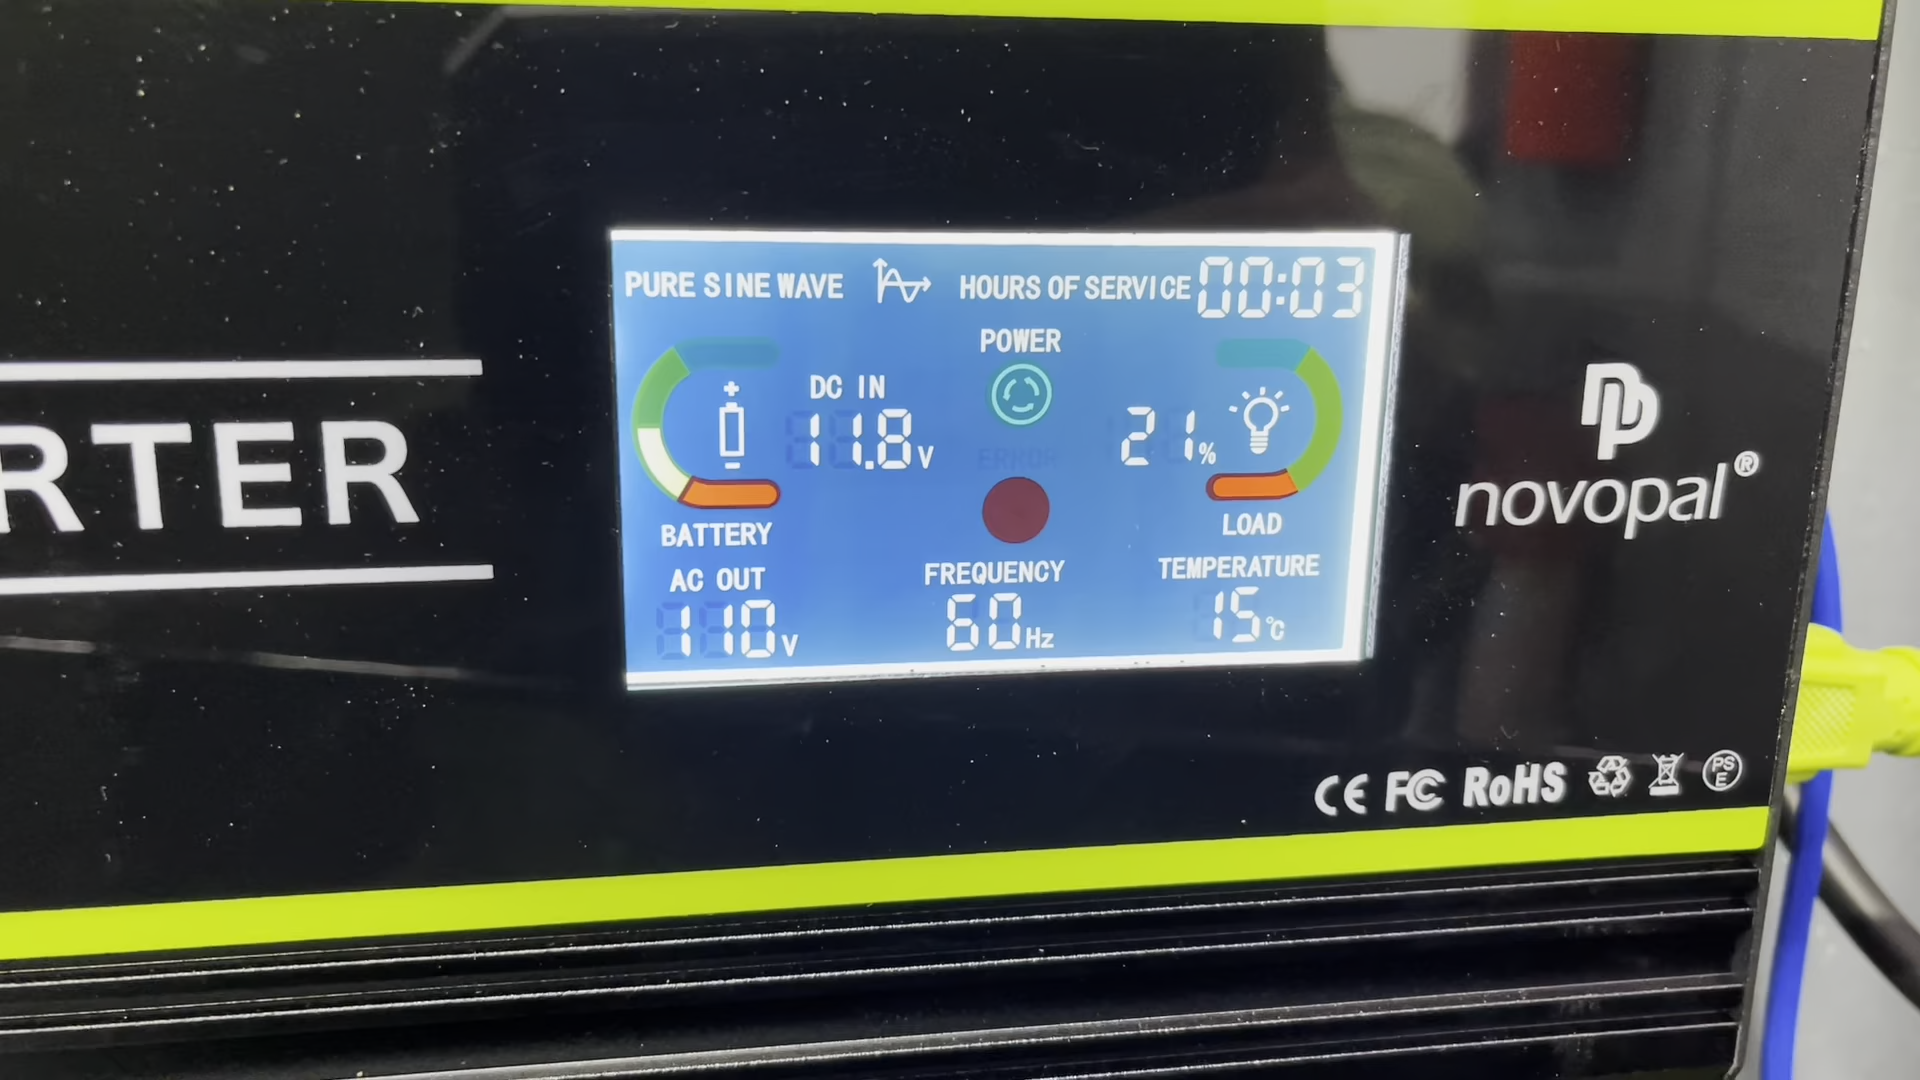 PURE SINE WAVE HOURS OF SERVICE 00:03
POWER
DC IN
11.8V
21%
ERROR
BATTERY
LOAD
AC OUT
110V
FREQUENCY
60Hz
TEMPERATURE
15℃
RTER
novopal®
CE FC RoHS PSE